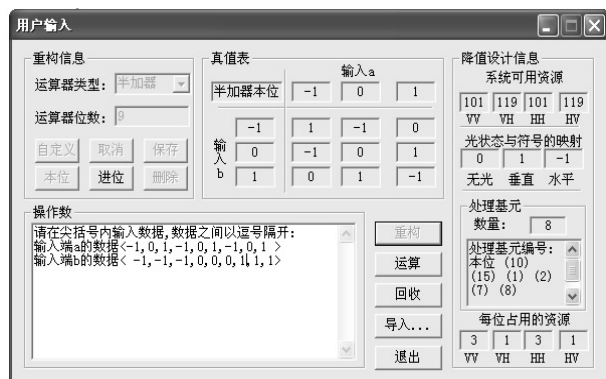 用户输入
重构信息
运算器类型： 半加器
运算器位数： 9
自定义 取消 保存
本位 进位 删除
真值表
输入a
半加器本位 -1 0 1
输入b
-1 1 -1 0
0 -1 0 1
1 0 1 -1
降值设计信息
系统可用资源
101 119 101 119
VV VH HH HV
光状态与符号的映射
0 1 -1
无光 垂直 水平
处理基元
数量： 8
处理基元编号：
本位 (10)
(15) (1) (2)
(7) (8)
每位占用的资源
3 1 3 1
VV VH HH HV
操作数
请在尖括号内输入数据,数据之间以逗号隔开:
输入端a的数据<-1,0,1,-1,0,1,-1,0,1 >
输入端b的数据< -1,-1,-1,0,0,0,1,1,1>
重构
运算
回收
导入...
退出